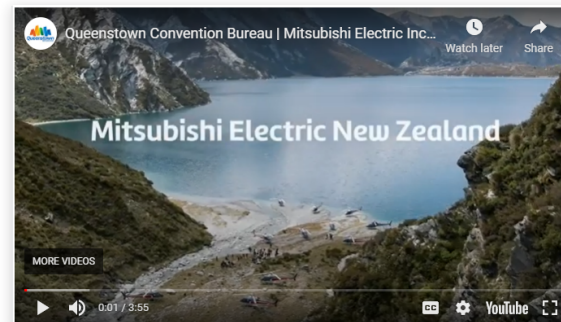 Queenstown Convention Bureau | Mitsubishi Electric Inc...
Watch later
Share
Mitsubishi Electric New Zealand
MORE VIDEOS
0:01 / 3:55
CC
YouTube